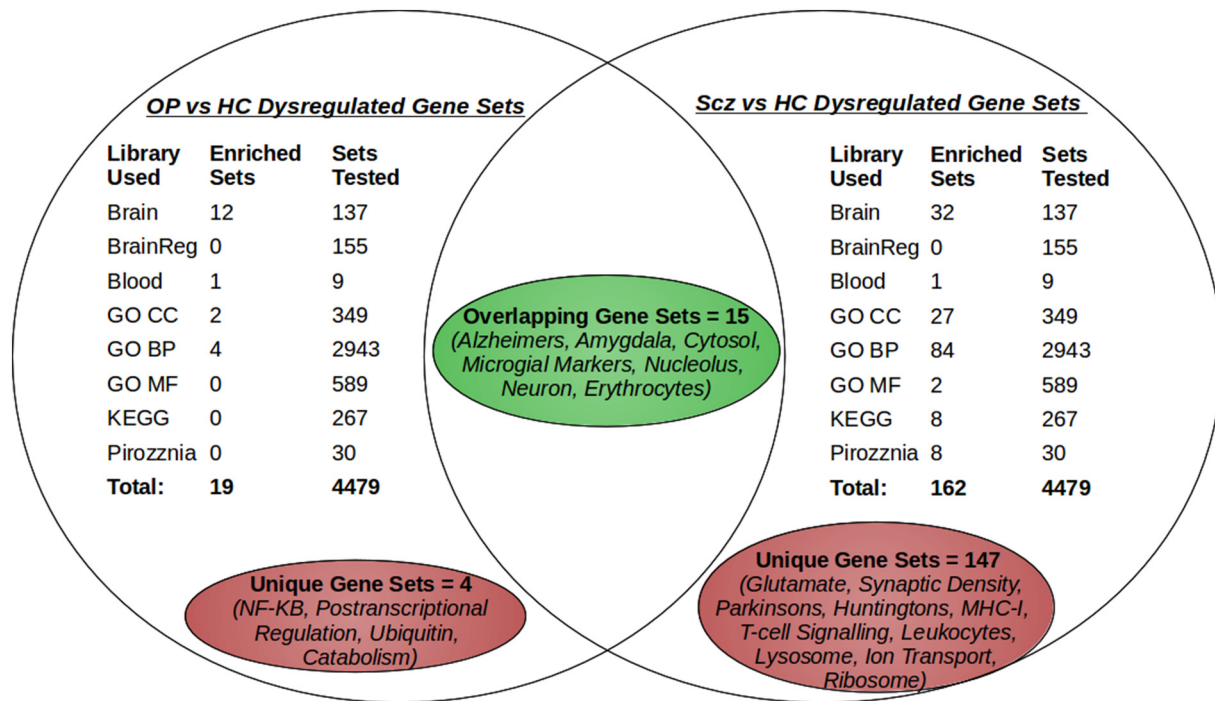 OP vs HC Dysregulated Gene Sets
Library Used Enriched Sets Sets Tested
Brain 12 137
BrainReg 0 155
Blood 1 9
GO CC 2 349
GO BP 4 2943
GO MF 0 589
KEGG 0 267
Pirozznia 0 30
Total: 19 4479
Unique Gene Sets = 4
(NF-KB, Postranscriptional
Regulation, Ubiquitin,
Catabolism)
Overlapping Gene Sets = 15
(Alzheimers, Amygdala, Cytosol,
Microgial Markers, Nucleolus,
Neuron, Erythrocytes)
Scz vs HC Dysregulated Gene Sets
Library Used Enriched Sets Sets Tested
Brain 32 137
BrainReg 0 155
Blood 1 9
GO CC 27 349
GO BP 84 2943
GO MF 2 589
KEGG 8 267
Pirozznia 8 30
Total: 162 4479
Unique Gene Sets = 147
(Glutamate, Synaptic Density,
Parkinsons, Huntingtons, MHC-I,
T-cell Signalling, Leukocytes,
Lysosome, Ion Transport,
Ribosome)